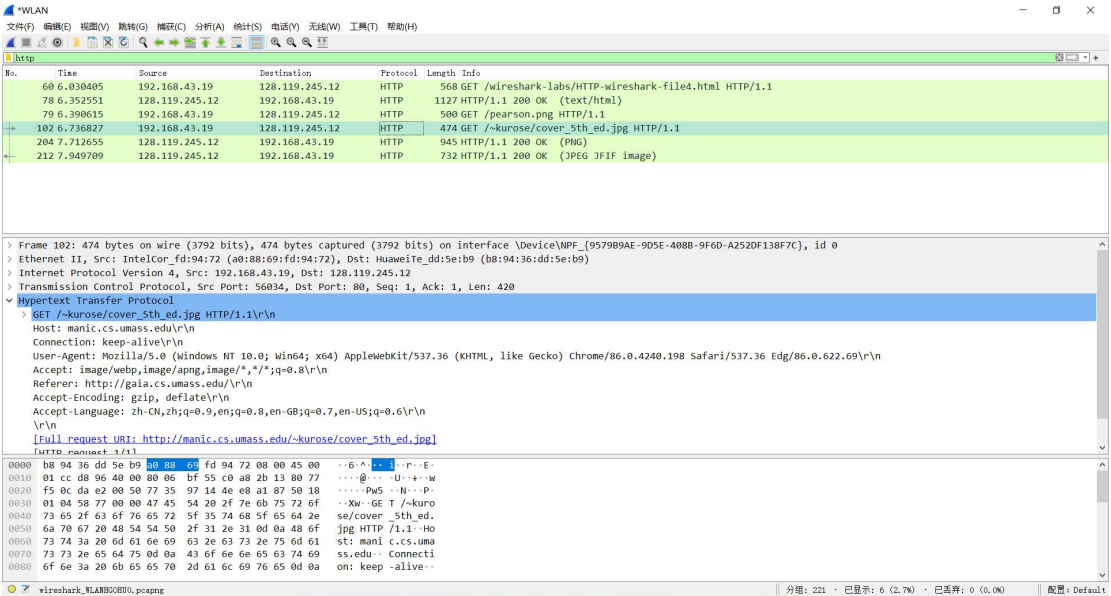 *WLAN
文件(F) 编辑(E) 视图(V) 跳转(G) 捕获(C) 分析(A) 统计(S) 电话(Y) 无线(W) 工具(T) 帮助(H)
http
No. Time Source Destination Protocol Length Info
60 6.030405 192.168.43.19 128.119.245.12 HTTP 568 GET /wireshark-labs/HTTP-wireshark-file4.html HTTP/1.1
78 6.352551 128.119.245.12 192.168.43.19 HTTP 1127 HTTP/1.1 200 OK (text/html)
79 6.390615 192.168.43.19 128.119.245.12 HTTP 500 GET /pearson.png HTTP/1.1
102 6.736827 192.168.43.19 128.119.245.12 HTTP 474 GET /~kurose/cover_5th_ed.jpg HTTP/1.1
204 7.712655 128.119.245.12 192.168.43.19 HTTP 945 HTTP/1.1 200 OK (PNG)
212 7.949709 128.119.245.12 192.168.43.19 HTTP 732 HTTP/1.1 200 OK (JPEG JFIF image)
Frame 102: 474 bytes on wire (3792 bits), 474 bytes captured (3792 bits) on interface \Device\NPF_{9579B9AE-9D5E-408B-9F6D-A252DF138F7C}, id 0
Ethernet II, Src: IntelCor_fd:94:72 (a0:88:69:fd:94:72), Dst: HuaweiTe_dd:5e:b9 (b8:94:36:dd:5e:b9)
Internet Protocol Version 4, Src: 192.168.43.19, Dst: 128.119.245.12
Transmission Control Protocol, Src Port: 56034, Dst Port: 80, Seq: 1, Ack: 1, Len: 420
Hypertext Transfer Protocol
GET /~kurose/cover_5th_ed.jpg HTTP/1.1\r\n
Host: manic.cs.umass.edu\r\n
Connection: keep-alive\r\n
User-Agent: Mozilla/5.0 (Windows NT 10.0; Win64; x64) AppleWebKit/537.36 (KHTML, like Gecko) Chrome/86.0.4240.198 Safari/537.36 Edg/86.0.622.69\r\n
Accept: image/webp,image/apng,image/*,*/*;q=0.8\r\n
Referer: http://gaia.cs.umass.edu/\r\n
Accept-Encoding: gzip, deflate\r\n
Accept-Language: zh-CN,zh;q=0.9,en;q=0.8,en-GB;q=0.7,en-US;q=0.6\r\n
\r\n
[Full request URI: http://manic.cs.umass.edu/~kurose/cover_5th_ed.jpg]
[HTTP request 1/1]
0000 b8 94 36 dd 5e b9 a0 88 69 fd 94 72 08 00 45 00 ··6·^··· i··r··E·
0010 01 cc d8 96 40 00 80 06 bf 55 c0 a8 2b 13 80 77 ····@··· ·U··+··w
0020 f5 0c da e2 00 50 77 35 97 14 4e e8 a1 87 50 18 ·····Pw5 ··N···P·
0030 01 04 58 77 00 00 47 45 54 20 2f 7e 6b 75 72 6f ··Xw··GE T /~kuro
0040 73 65 2f 63 6f 76 65 72 5f 35 74 68 5f 65 64 2e se/cover _5th_ed.
0050 6a 70 67 20 48 54 54 50 2f 31 2e 31 0d 0a 48 6f jpg HTTP /1.1··Ho
0060 73 74 3a 20 6d 61 6e 69 63 2e 63 73 2e 75 6d 61 st: mani c.cs.uma
0070 73 73 2e 65 64 75 0d 0a 43 6f 6e 6e 65 63 74 69 ss.edu·· Connecti
0080 6f 6e 3a 20 6b 65 65 70 2d 61 6c 69 76 65 0d 0a on: keep -alive··
wireshark_WLANHGOHU0.pcapng 分组: 221 · 已显示: 6 (2.7%) · 已丢弃: 0 (0.0%) 配置: Default